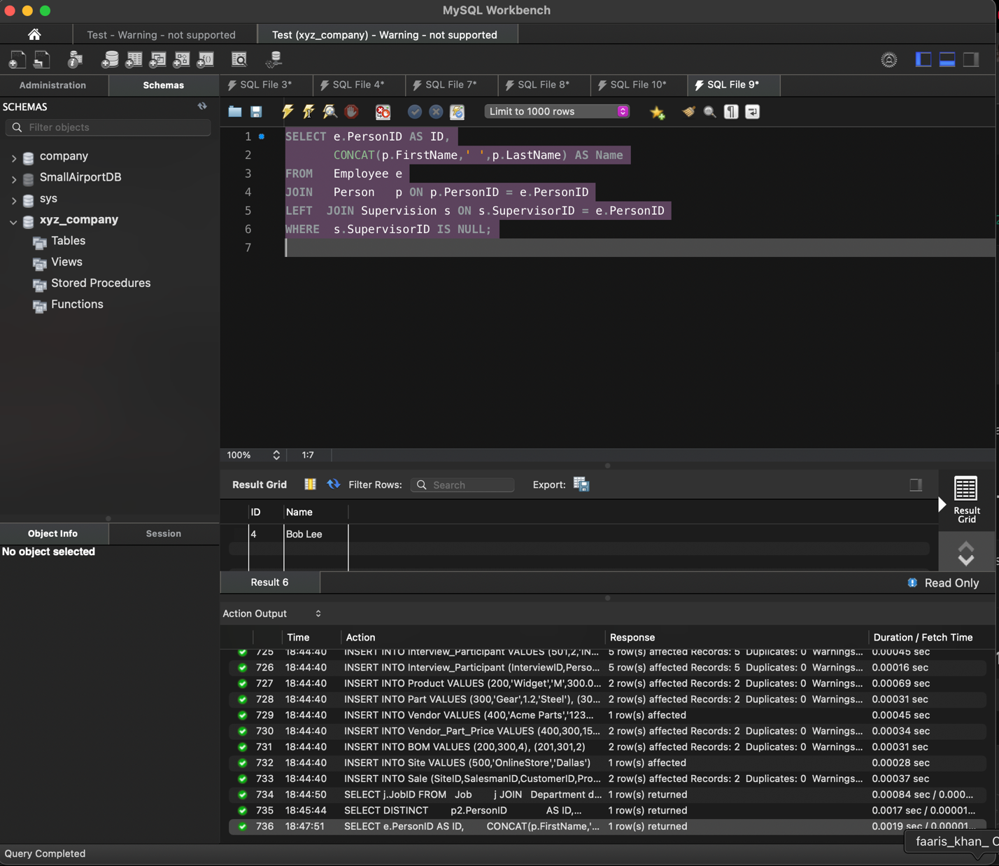 MySQL Workbench
Test - Warning - not supported
Test (xyz_company) - Warning - not supported
Administration
Schemas
SQL File 3*
SQL File 4*
SQL File 7*
SQL File 8*
SQL File 10*
SQL File 9*
SCHEMAS
Filter objects
company
SmallAirportDB
sys
xyz_company
Tables
Views
Stored Procedures
Functions
Limit to 1000 rows
1 SELECT e.PersonID AS ID,
2 CONCAT(p.FirstName,' ',p.LastName) AS Name
3 FROM Employee e
4 JOIN Person p ON p.PersonID = e.PersonID
5 LEFT JOIN Supervision s ON s.SupervisorID = e.PersonID
6 WHERE s.SupervisorID IS NULL;
7
100% 1:7
Object Info
Session
No object selected
Result Grid Filter Rows: Search Export:
ID Name
4 Bob Lee
Result
Grid
Result 6
Read Only
Action Output
Time Action Response Duration / Fetch Time
725 18:44:40 INSERT INTO Interview_Participant VALUES (501,2,'IN... 5 row(s) affected Records: 5 Duplicates: 0 Warnings... 0.00045 sec
726 18:44:40 INSERT INTO Interview_Participant (InterviewID,Perso... 5 row(s) affected Records: 5 Duplicates: 0 Warnings... 0.00016 sec
727 18:44:40 INSERT INTO Product VALUES (200,'Widget','M',300.0... 2 row(s) affected Records: 2 Duplicates: 0 Warnings... 0.00069 sec
728 18:44:40 INSERT INTO Part VALUES (300,'Gear',1.2,'Steel'), (30... 2 row(s) affected Records: 2 Duplicates: 0 Warnings... 0.00031 sec
729 18:44:40 INSERT INTO Vendor VALUES (400,'Acme Parts','123... 1 row(s) affected 0.00045 sec
730 18:44:40 INSERT INTO Vendor_Part_Price VALUES (400,300,15... 2 row(s) affected Records: 2 Duplicates: 0 Warnings... 0.00034 sec
731 18:44:40 INSERT INTO BOM VALUES (200,300,4), (201,301,2) 2 row(s) affected Records: 2 Duplicates: 0 Warnings... 0.00031 sec
732 18:44:40 INSERT INTO Site VALUES (500,'OnlineStore','Dallas') 1 row(s) affected 0.00028 sec
733 18:44:40 INSERT INTO Sale (SiteID,SalesmanID,CustomerID,Pro... 2 row(s) affected Records: 2 Duplicates: 0 Warnings... 0.00037 sec
734 18:44:50 SELECT j.JobID FROM Job j JOIN Department d... 1 row(s) returned 0.00084 sec / 0.000...
735 18:45:44 SELECT DISTINCT p2.PersonID AS ID,... 1 row(s) returned 0.0017 sec / 0.00001...
736 18:47:51 SELECT e.PersonID AS ID, CONCAT(p.FirstName,'... 1 row(s) returned 0.0019 sec / 0.00001...
faaris_khan_
Query Completed